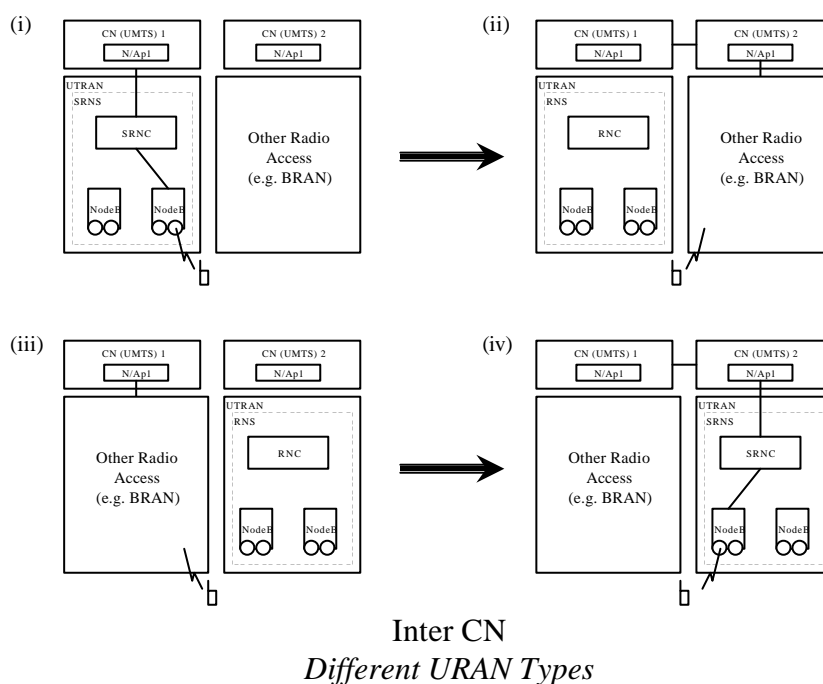 (i)
CN (UMTS) 1
N/Ap1
CN (UMTS) 2
N/Ap1
UTRAN
SRNS
SRNC
NodeB
NodeB
Other Radio
Access
(e.g. BRAN)
(ii)
CN (UMTS) 1
N/Ap1
CN (UMTS) 2
N/Ap1
UTRAN
RNS
RNC
NodeB
NodeB
Other Radio
Access
(e.g. BRAN)
(iii)
CN (UMTS) 1
N/Ap1
CN (UMTS) 2
N/Ap1
Other Radio
Access
(e.g. BRAN)
UTRAN
RNS
RNC
NodeB
NodeB
(iv)
CN (UMTS) 1
N/Ap1
CN (UMTS) 2
N/Ap1
Other Radio
Access
(e.g. BRAN)
UTRAN
SRNS
SRNC
NodeB
NodeB
Inter CN
Different URAN Types